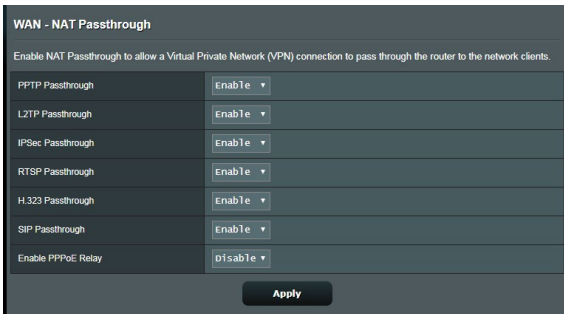 WAN - NAT Passthrough
Enable NAT Passthrough to allow a Virtual Private Network (VPN) connection to pass through the router to the network clients.
PPTP Passthrough Enable
L2TP Passthrough Enable
IPSec Passthrough Enable
RTSP Passthrough Enable
H.323 Passthrough Enable
SIP Passthrough Enable
Enable PPPoE Relay Disable
Apply